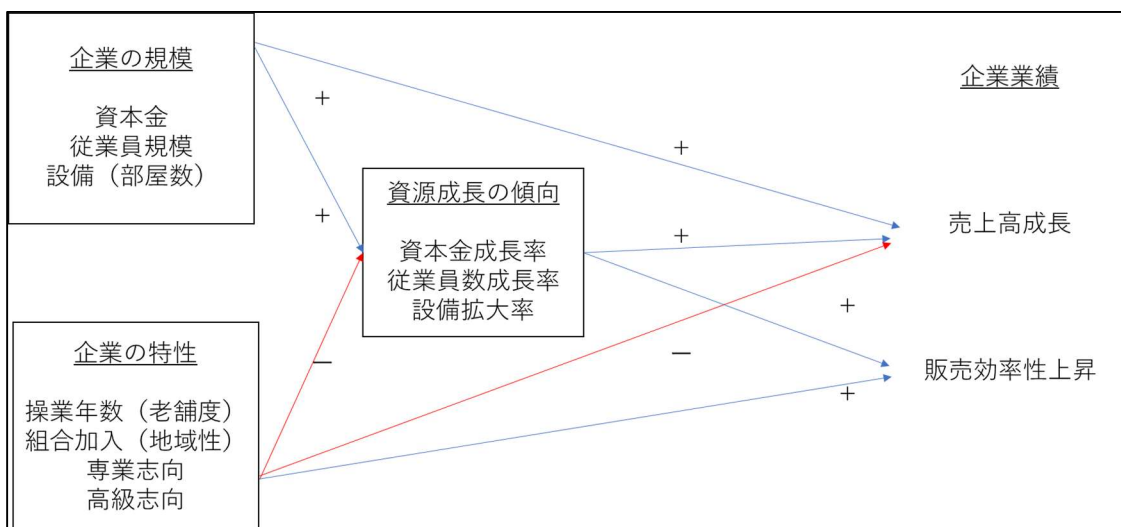 企業の規模
資本金
従業員規模
設備（部屋数）
＋
＋
＋
企業業績
資源成長の傾向
資本金成長率
従業員数成長率
設備拡大率
＋
売上高成長
＋
－
－
販売効率性上昇
＋
企業の特性
操業年数（老舗度）
組合加入（地域性）
専業志向
高級志向